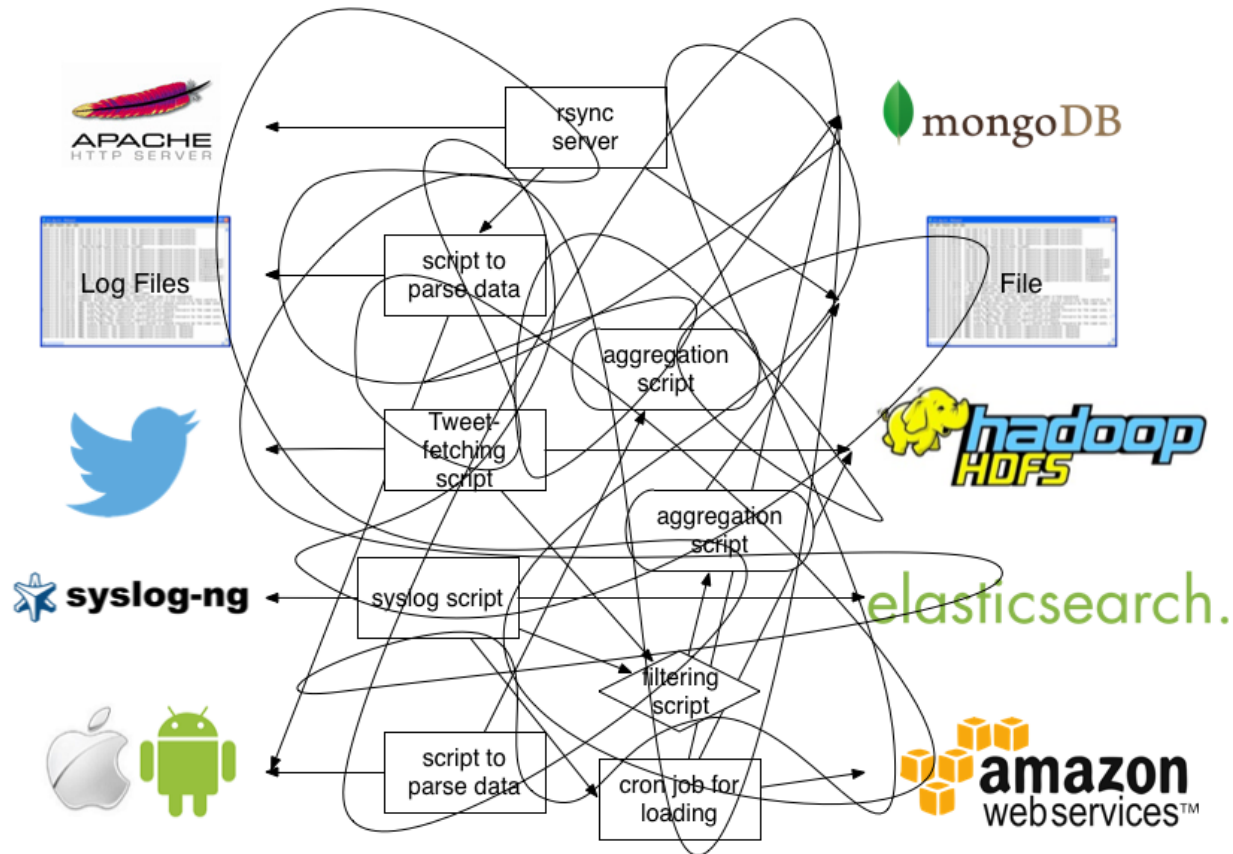 APACHE
HTTP SERVER
rsync
server
mongoDB
Log Files
script to
parse data
File
aggregation
script
Tweet-
fetching
script
hadoop
HDFS
aggregation
script
syslog-ng
syslog script
elasticsearch.
filtering
script
script to
parse data
cron job for
loading
amazon
webservices™